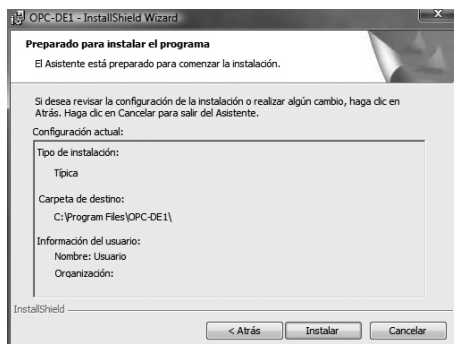 OPC-DE1 - InstallShield Wizard
Preparado para instalar el programa
El Asistente está preparado para comenzar la instalación.
Si desea revisar la configuración de la instalación o realizar algún cambio, haga clic en
Atrás. Haga clic en Cancelar para salir del Asistente.
Configuración actual:
Tipo de instalación:
Típica
Carpeta de destino:
C:\Program Files\OPC-DE1\
Información del usuario:
Nombre: Usuario
Organización:
InstallShield
< Atrás Instalar Cancelar